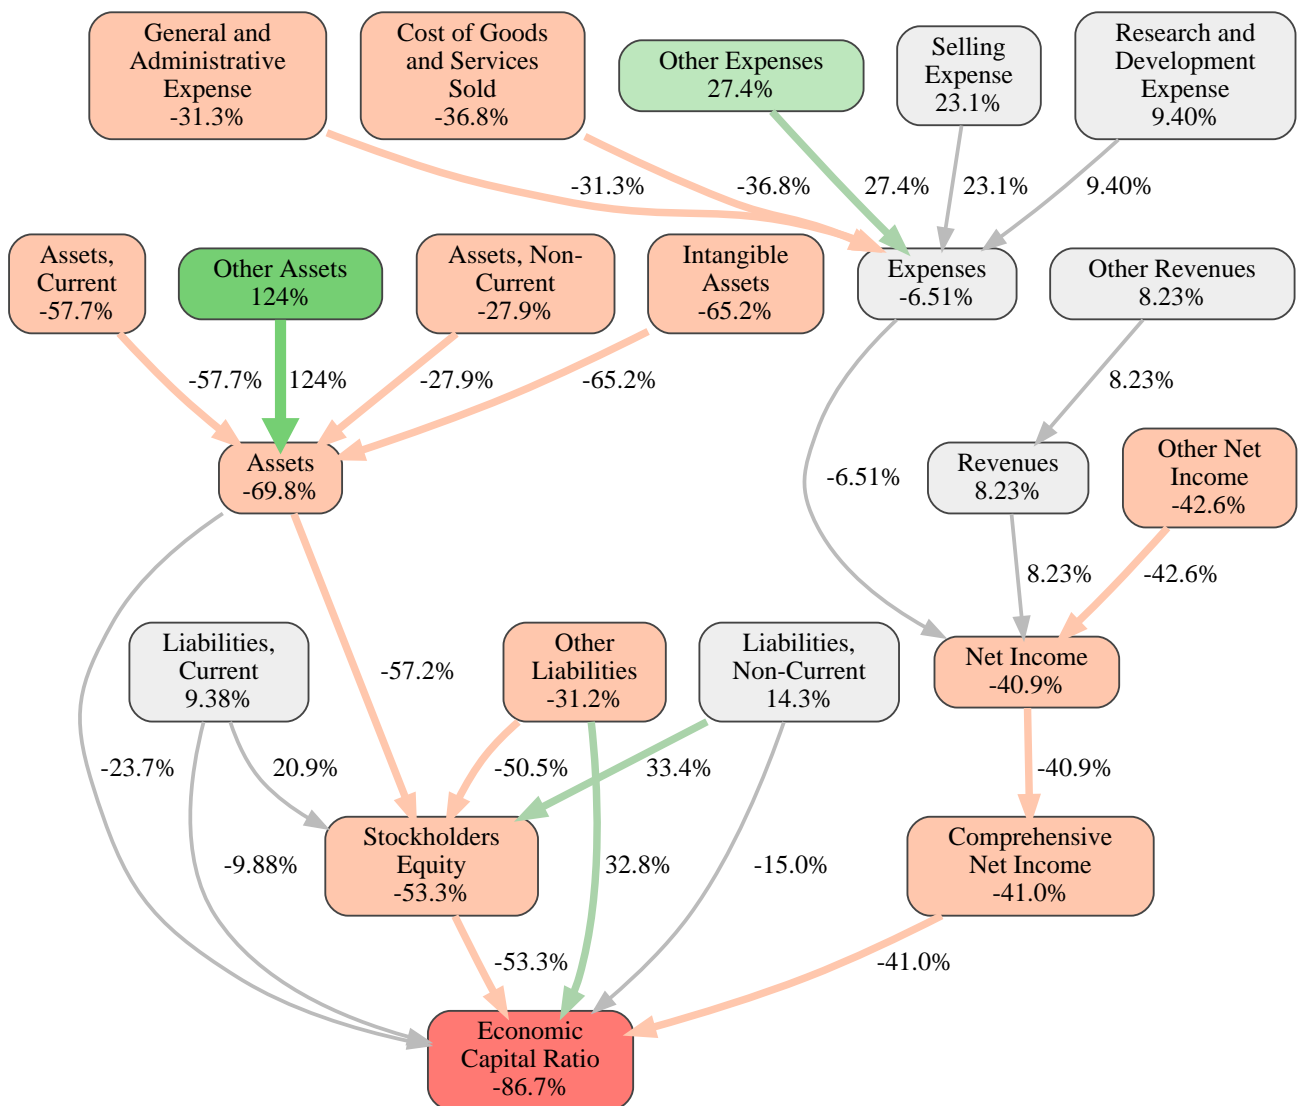 General and
Administrative
Expense
-31.3%
Cost of Goods
and Services
Sold
-36.8%
Other Expenses
27.4%
Selling
Expense
23.1%
Research and
Development
Expense
9.40%
-31.3%
-36.8%
27.4%
23.1%
9.40%
Assets,
Current
-57.7%
Other Assets
124%
Assets, Non-
Current
-27.9%
Intangible
Assets
-65.2%
Expenses
-6.51%
Other Revenues
8.23%
-57.7%
124%
-27.9%
-65.2%
8.23%
Assets
-69.8%
-6.51%
Revenues
8.23%
Other Net
Income
-42.6%
8.23%
-42.6%
Liabilities,
Current
9.38%
-57.2%
Other
Liabilities
-31.2%
Liabilities,
Non-Current
14.3%
Net Income
-40.9%
-23.7%
20.9%
-50.5%
33.4%
-40.9%
-9.88%
Stockholders
Equity
-53.3%
32.8%
-15.0%
Comprehensive
Net Income
-41.0%
-53.3%
-41.0%
Economic
Capital Ratio
-86.7%